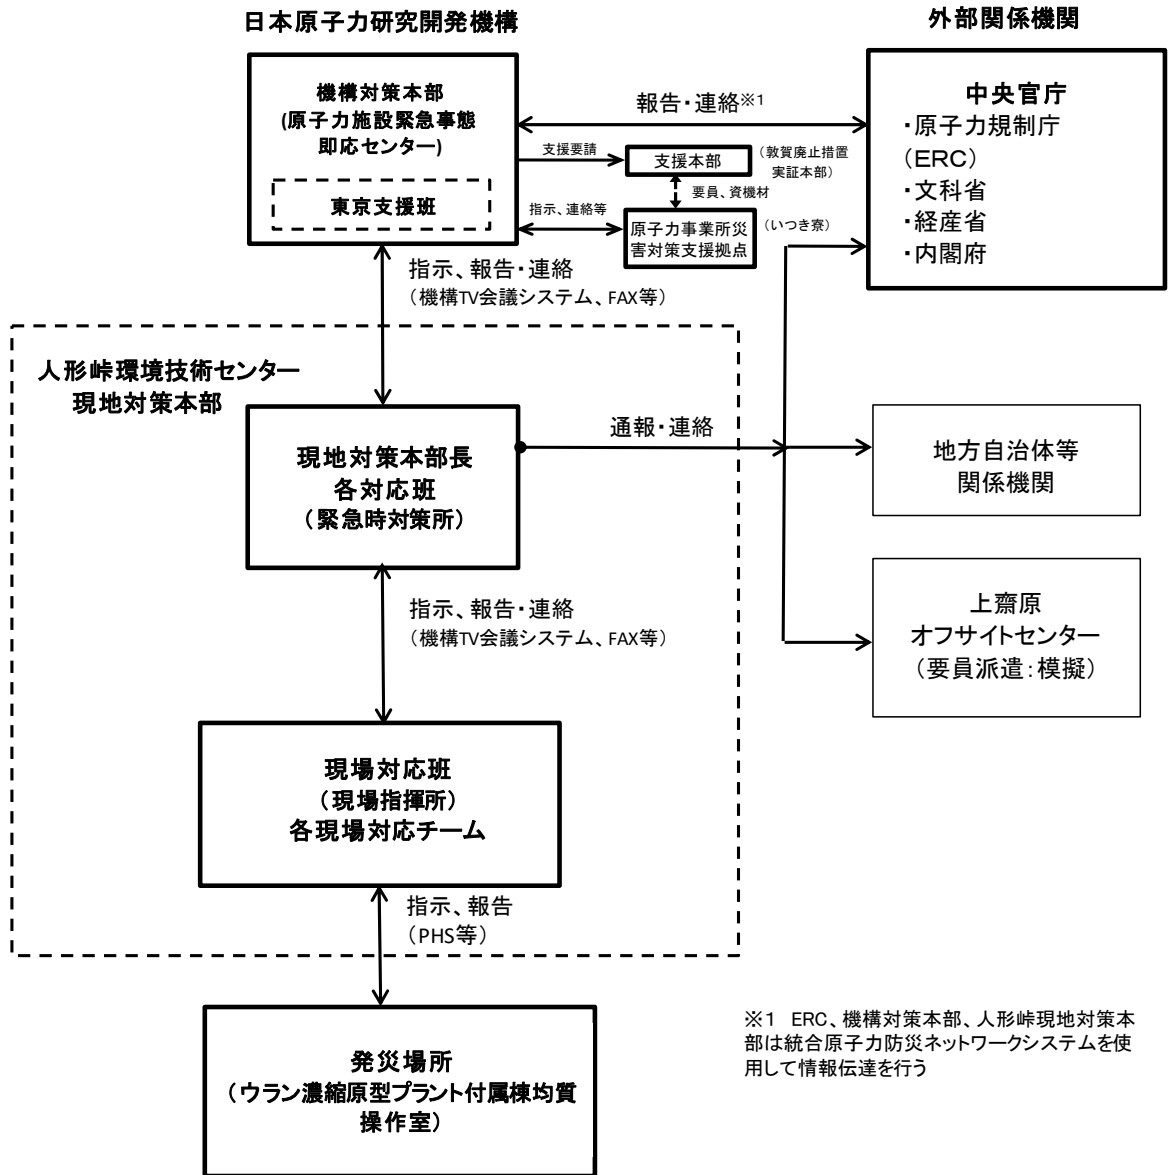 日本原子力研究開発機構
外部関係機関
機構対策本部
(原子力施設緊急事態
即応センター)
東京支援班
報告・連絡※1
支援要請
支援本部
(敦賀廃止措置
実証本部)
要員、資機材
指示、連絡等
原子力事業所災
害対策支援拠点
(いつき寮)
中央官庁
・原子力規制庁
(ERC)
・文科省
・経産省
・内閣府
指示、報告・連絡
(機構TV会議システム、FAX等)
人形峠環境技術センター
現地対策本部
現地対策本部長
各対応班
(緊急時対策所)
通報・連絡
地方自治体等
関係機関
指示、報告・連絡
(機構TV会議システム、FAX等)
上齋原
オフサイトセンター
(要員派遣:模擬)
現場対応班
(現場指揮所)
各現場対応チーム
指示、報告
(PHS等)
発災場所
(ウラン濃縮原型プラント付属棟均質
操作室)
※1 ERC、機構対策本部、人形峠現地対策本
部は統合原子力防災ネットワークシステムを使
用して情報伝達を行う